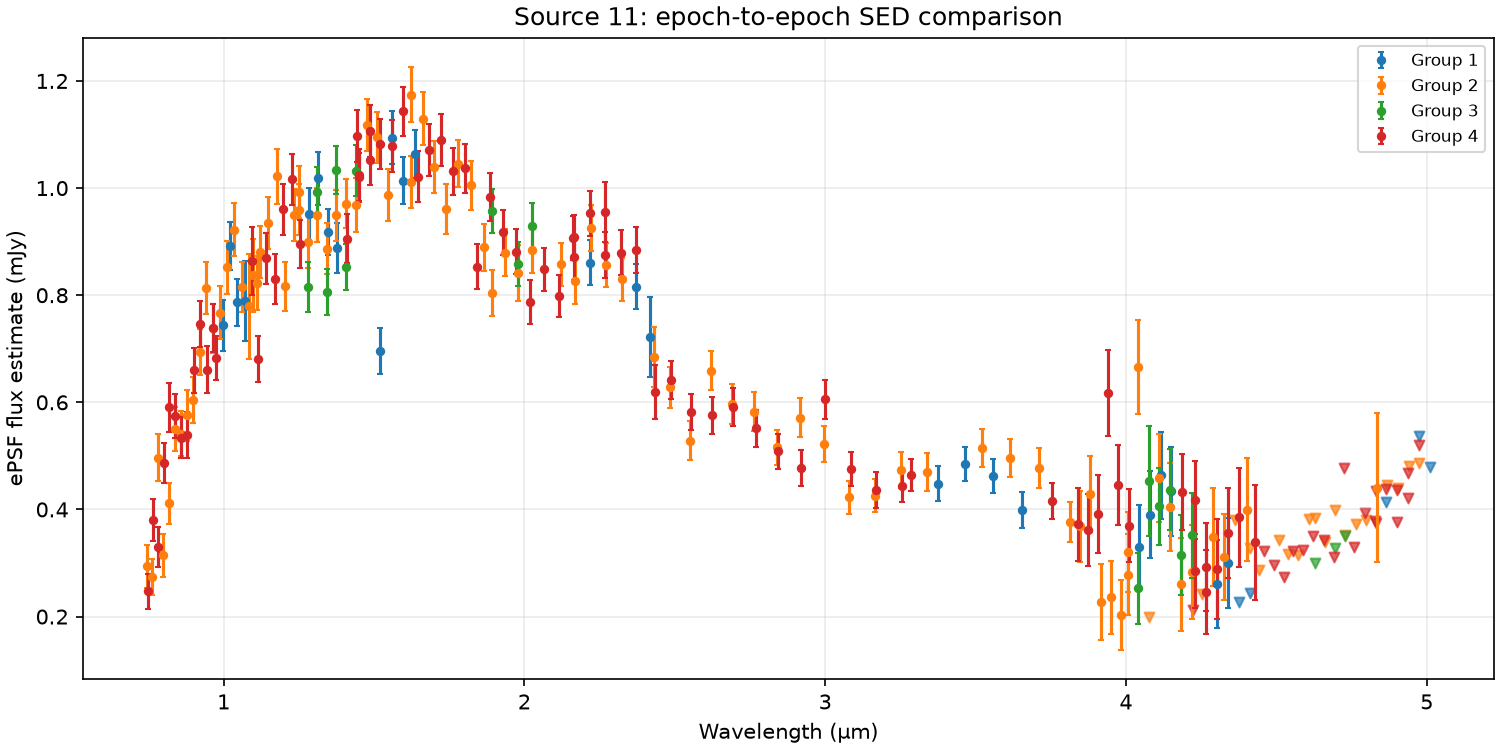 Source 11: epoch-to-epoch SED comparison
ePSF flux estimate (mJy)
1.2
1.0
0.8
0.6
0.4
0.2
Group 1
Group 2
Group 3
Group 4
1 2 3 4 5
Wavelength (µm)